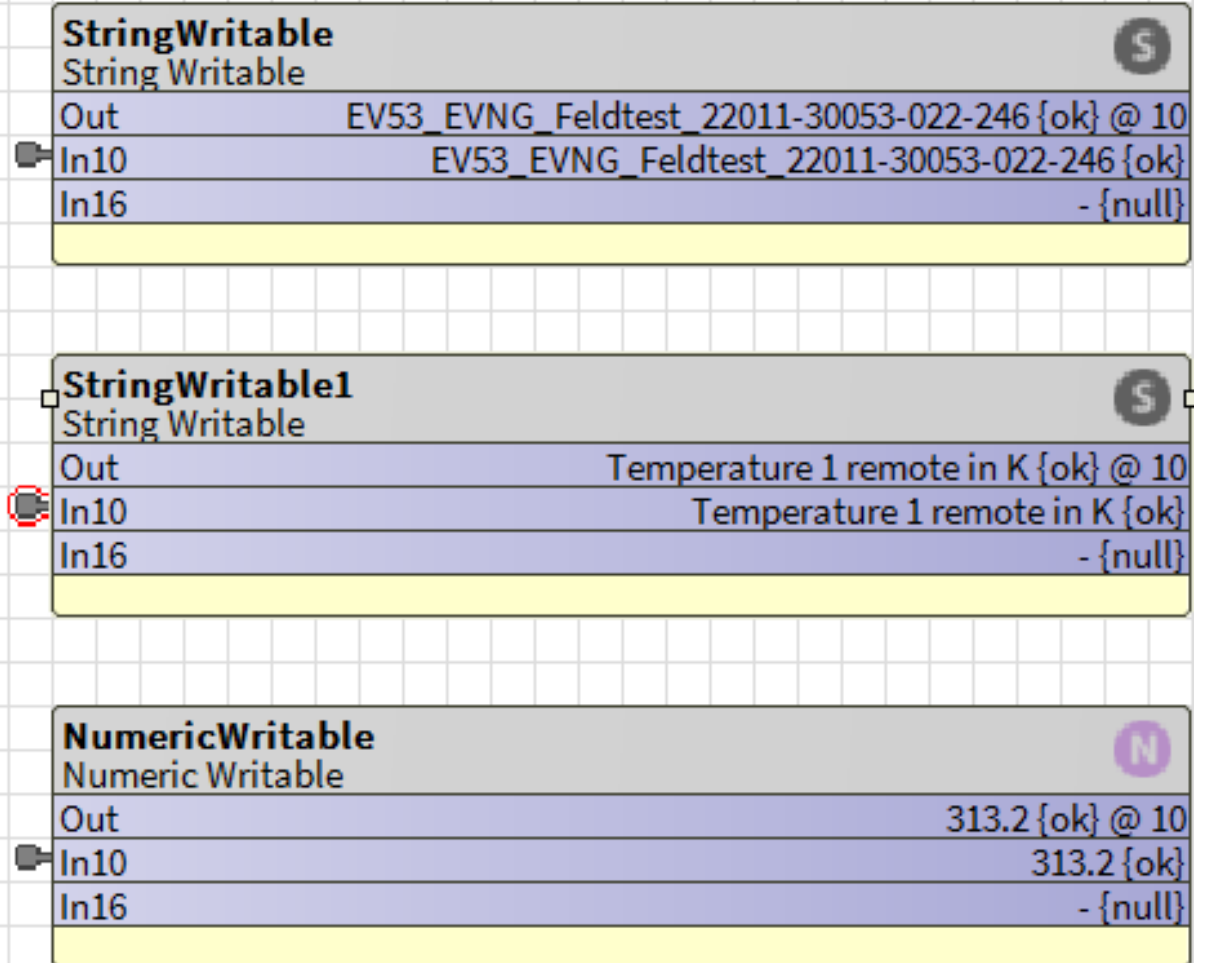 StringWritable
S
String Writable
Out EV53_EVNG_Feldtest_22011-30053-022-246 {ok} @ 10
In10 EV53_EVNG_Feldtest_22011-30053-022-246 {ok}
In16 - {null}
StringWritable1
S
String Writable
Out Temperature 1 remote in K {ok} @ 10
In10 Temperature 1 remote in K {ok}
In16 - {null}
NumericWritable
N
Numeric Writable
Out 313.2 {ok} @ 10
In10 313.2 {ok}
In16 - {null}